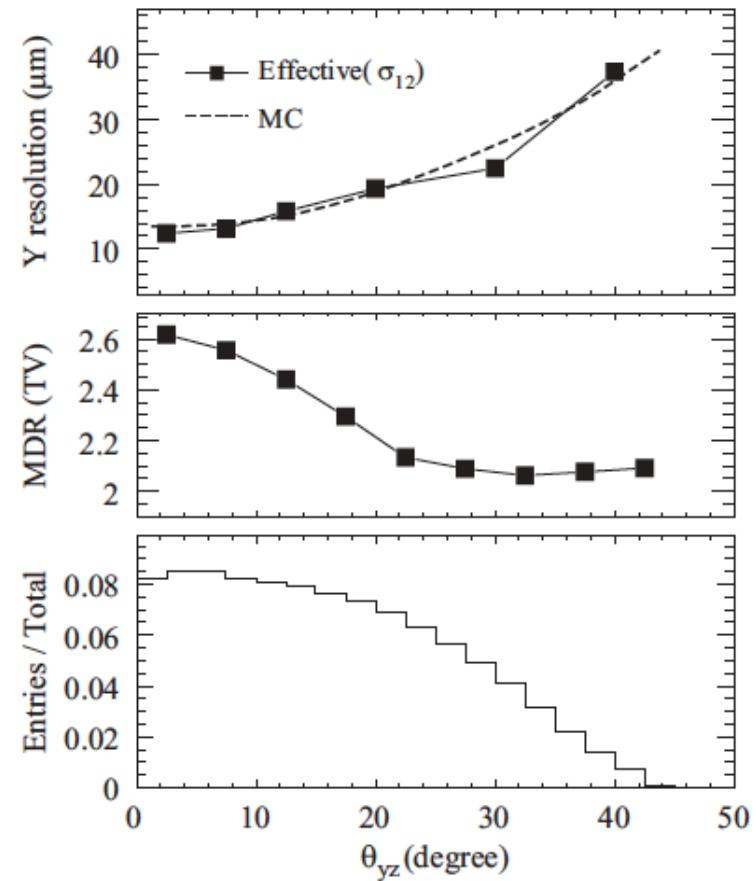 Y resolution (μm)
40
30
20
10
Effective( σ12)
MC
MDR (TV)
2.6
2.4
2.2
2
Entries / Total
0.08
0.06
0.04
0.02
0
0 10 20 30 40 50
θyz (degree)